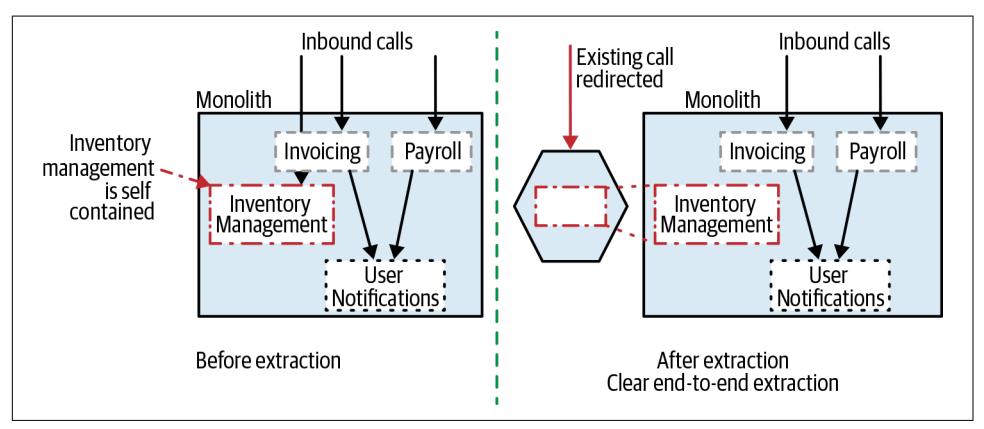 Inbound calls
Monolith
Inventory
management
is self
contained
Invoicing
Payroll
Inventory
Management
User
Notifications
Before extraction
Existing call
redirected
Inbound calls
Monolith
Invoicing
Payroll
Inventory
Management
User
Notifications
After extraction
Clear end-to-end extraction